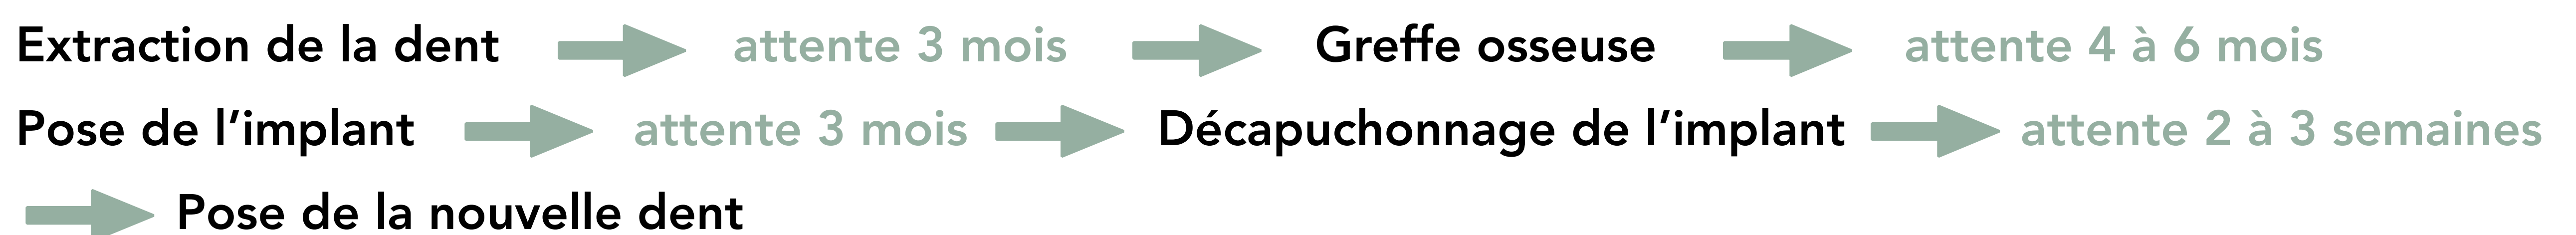 Extraction de la dent attente 3 mois Greffe osseuse attente 4 à 6 mois
Pose de l’implant attente 3 mois Décapuchonnage de l’implant attente 2 à 3 semaines
Pose de la nouvelle dent